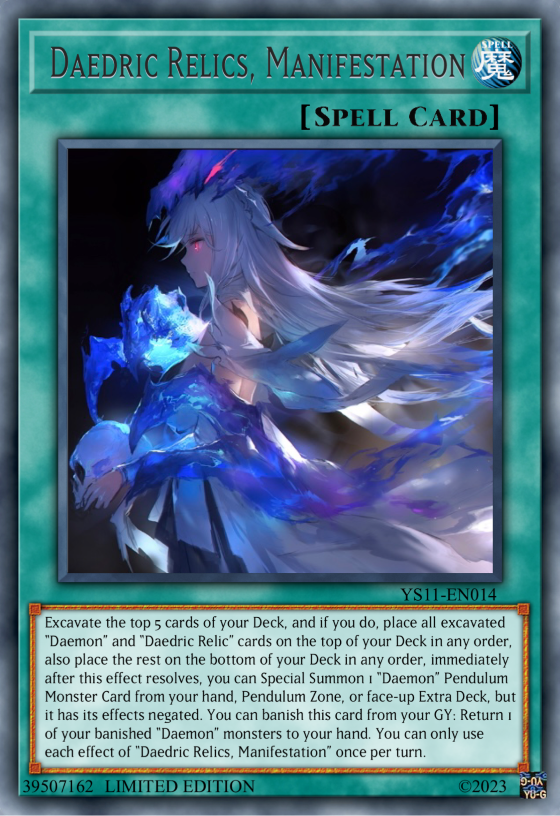 DAEDRIC RELICS, MANIFESTATION
SPELL
魔
[SPELL CARD]
YS11-EN014
Excavate the top 5 cards of your Deck, and if you do, place all excavated
"Daemon" and "Daedric Relic" cards on the top of your Deck in any order,
also place the rest on the bottom of your Deck in any order, immediately
after this effect resolves, you can Special Summon 1 "Daemon" Pendulum
Monster Card from your hand, Pendulum Zone, or face-up Extra Deck, but
it has its effects negated. You can banish this card from your GY: Return 1
of your banished "Daemon" monsters to your hand. You can only use
each effect of "Daedric Relics, Manifestation" once per turn.
39507162 LIMITED EDITION ©2023
YU-G
YU-G